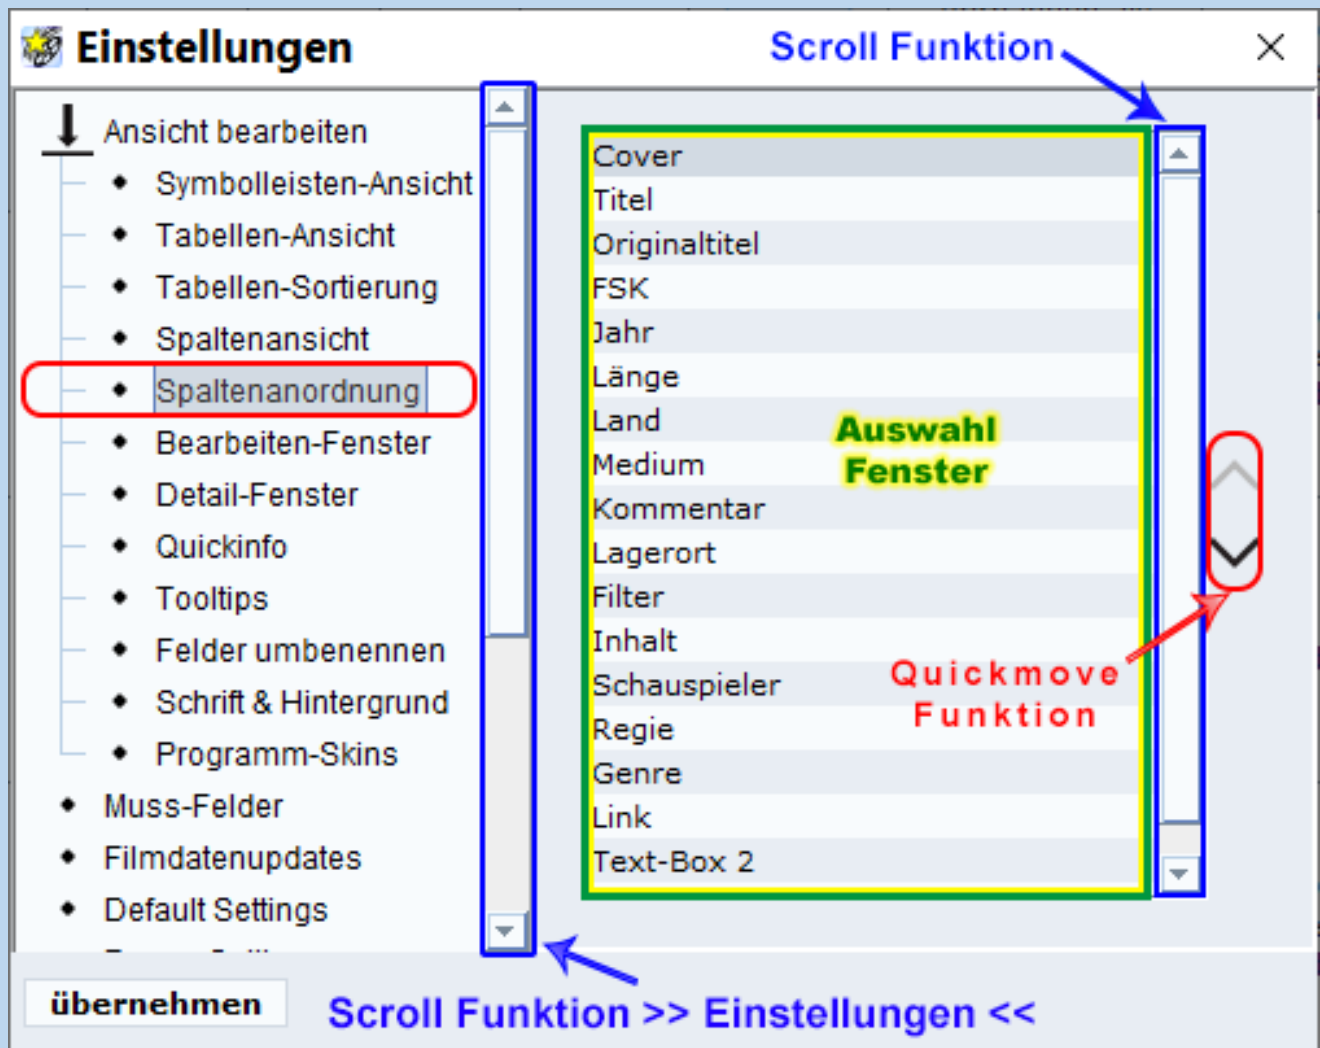 Einstellungen
Scroll Funktion
Ansicht bearbeiten
Symbolleisten-Ansicht
Tabellen-Ansicht
Tabellen-Sortierung
Spaltenansicht
Spaltenanordnung
Bearbeiten-Fenster
Detail-Fenster
Quickinfo
Tooltips
Felder umbenennen
Schrift & Hintergrund
Programm-Skins
Muss-Felder
Filmdatenupdates
Default Settings
Cover
Titel
Originaltitel
FSK
Jahr
Länge
Land
Medium
Kommentar
Lagerort
Filter
Inhalt
Schauspieler
Regie
Genre
Link
Text-Box 2
Auswahl
Fenster
Quickmove
Funktion
übernehmen
Scroll Funktion >> Einstellungen <<